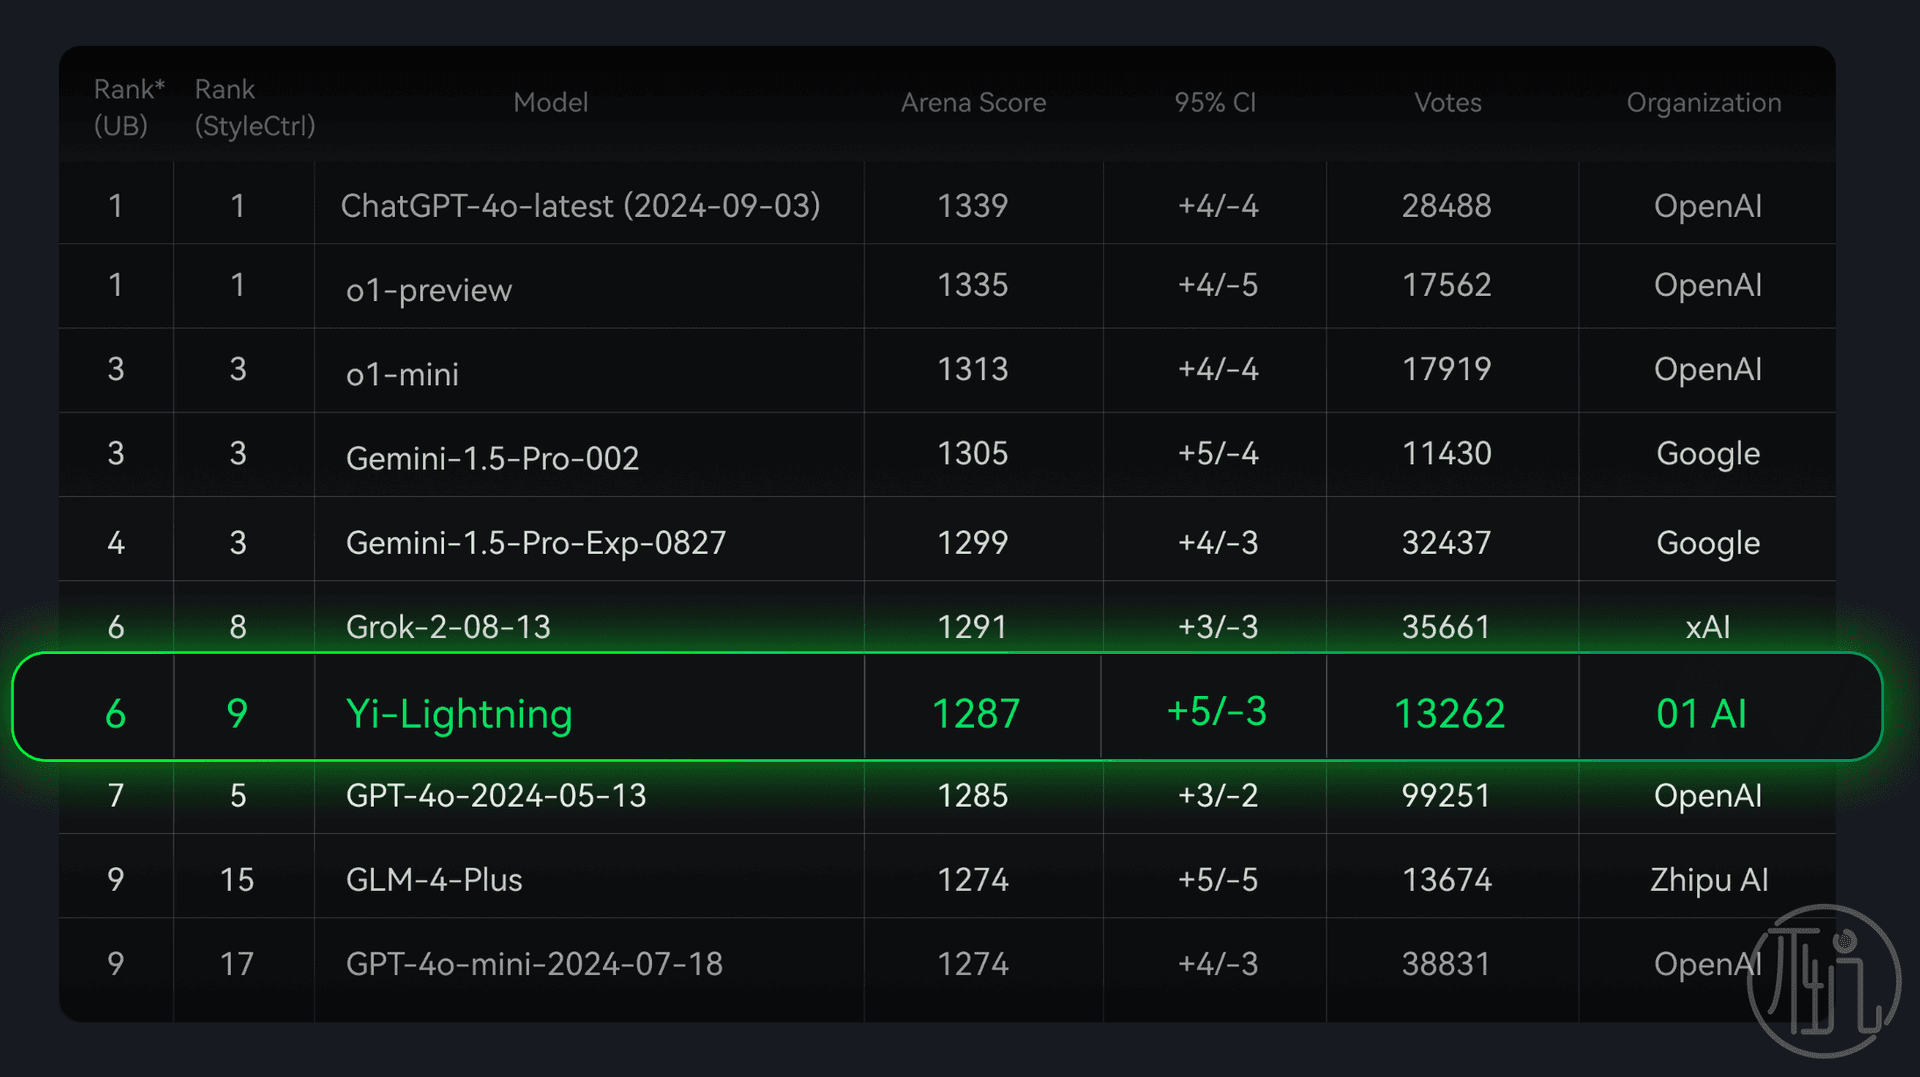 Rank* (UB) Rank (StyleCtrl) Model Arena Score 95% CI Votes Organization
1 1 ChatGPT-4o-latest (2024-09-03) 1339 +4/-4 28488 OpenAI
1 1 o1-preview 1335 +4/-5 17562 OpenAI
3 3 o1-mini 1313 +4/-4 17919 OpenAI
3 3 Gemini-1.5-Pro-002 1305 +5/-4 11430 Google
4 3 Gemini-1.5-Pro-Exp-0827 1299 +4/-3 32437 Google
6 8 Grok-2-08-13 1291 +3/-3 35661 xAI
6 9 Yi-Lightning 1287 +5/-3 13262 01 AI
7 5 GPT-4o-2024-05-13 1285 +3/-2 99251 OpenAI
9 15 GLM-4-Plus 1274 +5/-5 13674 Zhipu AI
9 17 GPT-4o-mini-2024-07-18 1274 +4/-3 38831 OpenAI